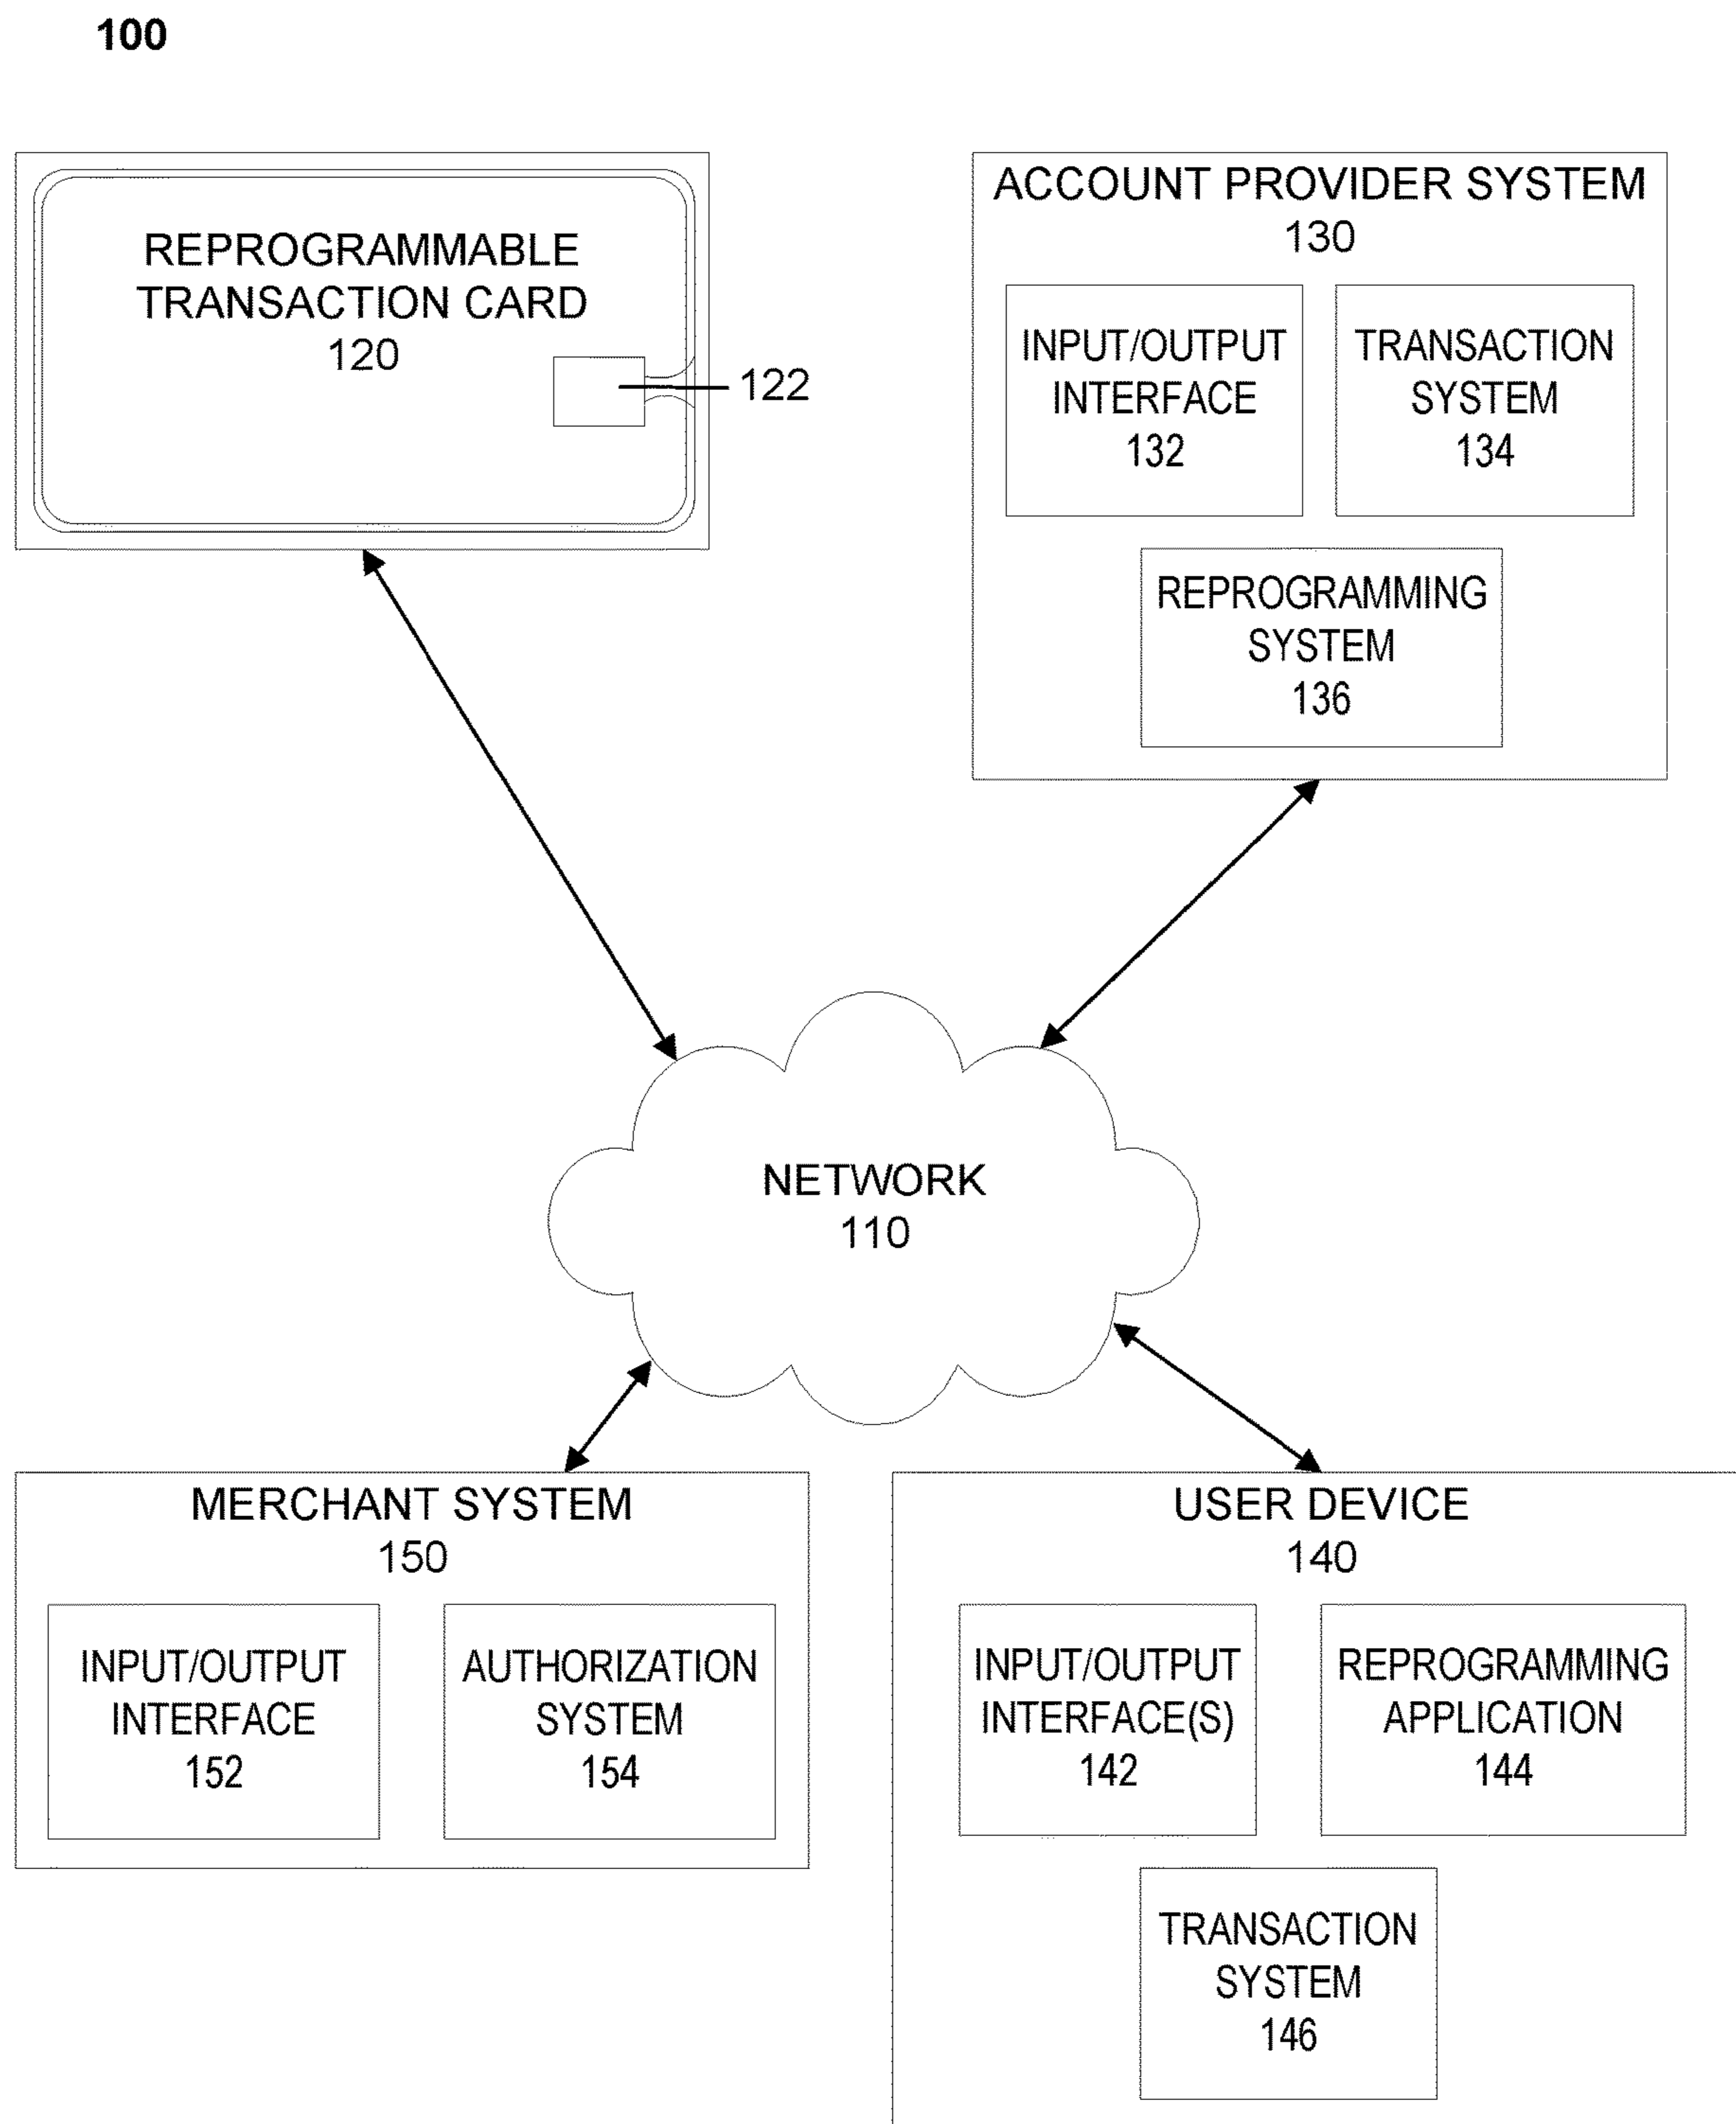 100
REPROGRAMMABLE
TRANSACTION CARD
120
122
ACCOUNT PROVIDER SYSTEM
130
INPUT/OUTPUT
INTERFACE
132
TRANSACTION
SYSTEM
134
REPROGRAMMING
SYSTEM
136
NETWORK
110
MERCHANT SYSTEM
150
INPUT/OUTPUT
INTERFACE
152
AUTHORIZATION
SYSTEM
154
USER DEVICE
140
INPUT/OUTPUT
INTERFACE(S)
142
REPROGRAMMING
APPLICATION
144
TRANSACTION
SYSTEM
146